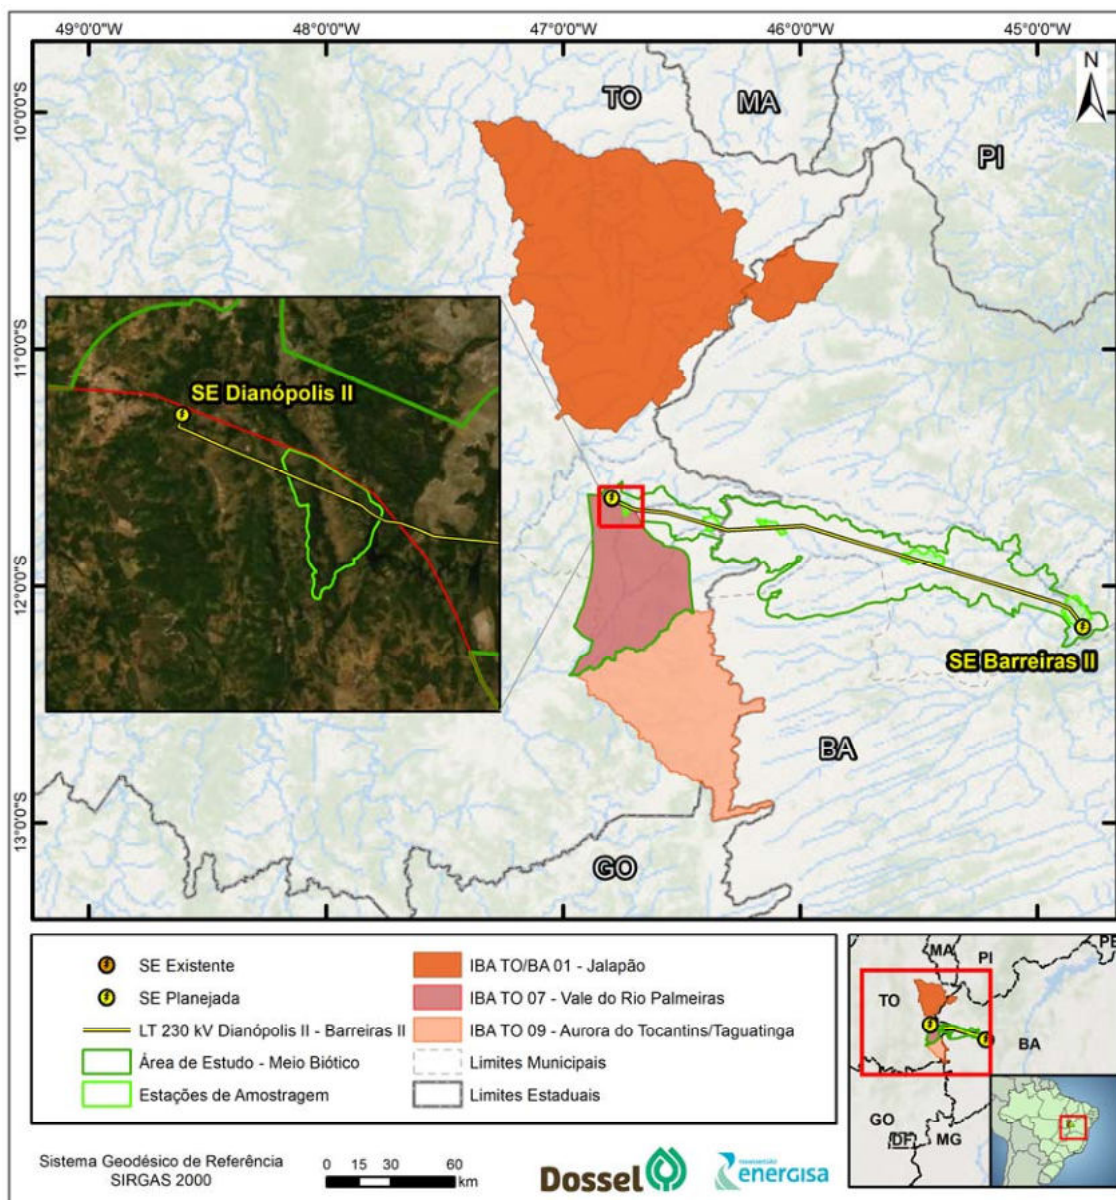 49°0'0"W 48°0'0"W 47°0'0"W 46°0'0"W 45°0'0"W
N
TO
MA
PI
10°0'0"S
11°0'0"S
12°0'0"S
13°0'0"S
SE Dianópolis II
SE Barreiras II
BA
GO
SE Existente
SE Planejada
LT 230 kV Dianópolis II - Barreiras II
Área de Estudo - Meio Biótico
Estações de Amostragem
IBA TO/BA 01 - Jalapão
IBA TO 07 - Vale do Rio Palmeiras
IBA TO 09 - Aurora do Tocantins/Taguatinga
Limites Municipais
Limites Estaduais
MA
PI
PE
TO
BA
GO
DF
MG
Sistema Geodésico de Referência
SIRGAS 2000
0 15 30 60
km
Dossel
energisa